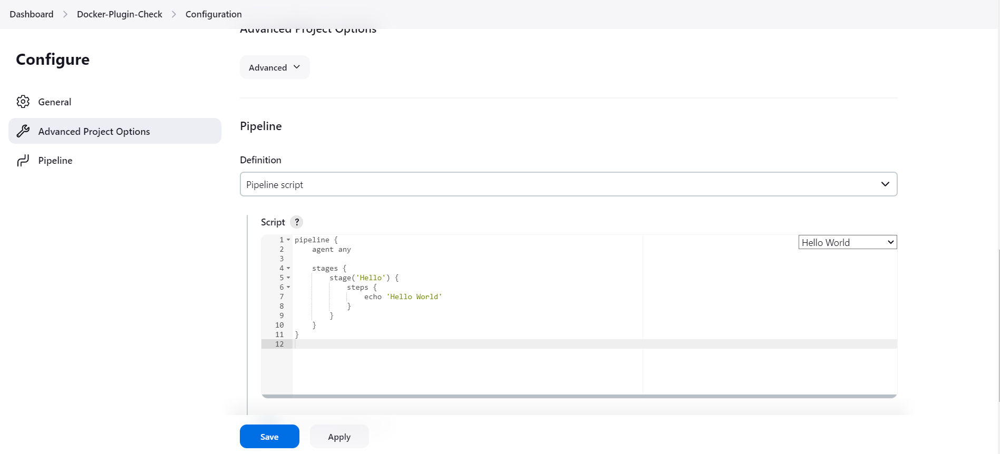 Dashboard > Docker-Plugin-Check > Configuration
Advanced Project Options
Configure
Advanced
General
Advanced Project Options
Pipeline
Pipeline
Definition
Pipeline script
Script ?
Hello World
1 pipeline {
2     agent any
3
4     stages {
5         stage('Hello') {
6             steps {
7                 echo 'Hello World'
8             }
9         }
10     }
11 }
12
Save
Apply